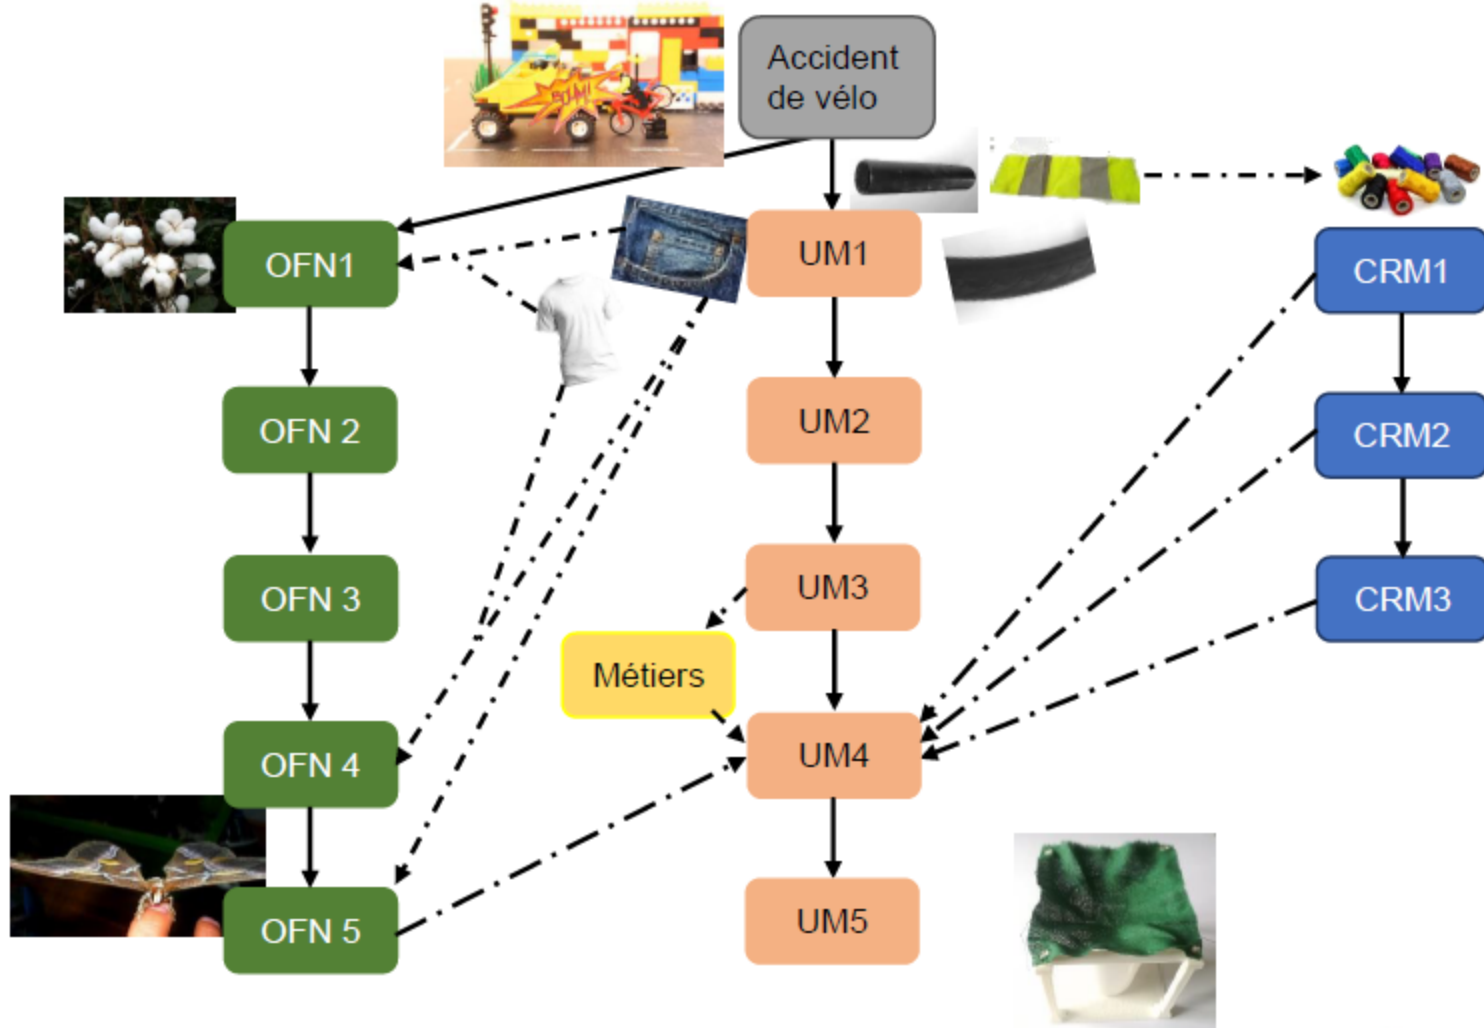 Accident
de vélo
BOUM!
OFN1
UM1
CRM1
OFN 2
UM2
CRM2
OFN 3
UM3
CRM3
Métiers
OFN 4
UM4
OFN 5
UM5